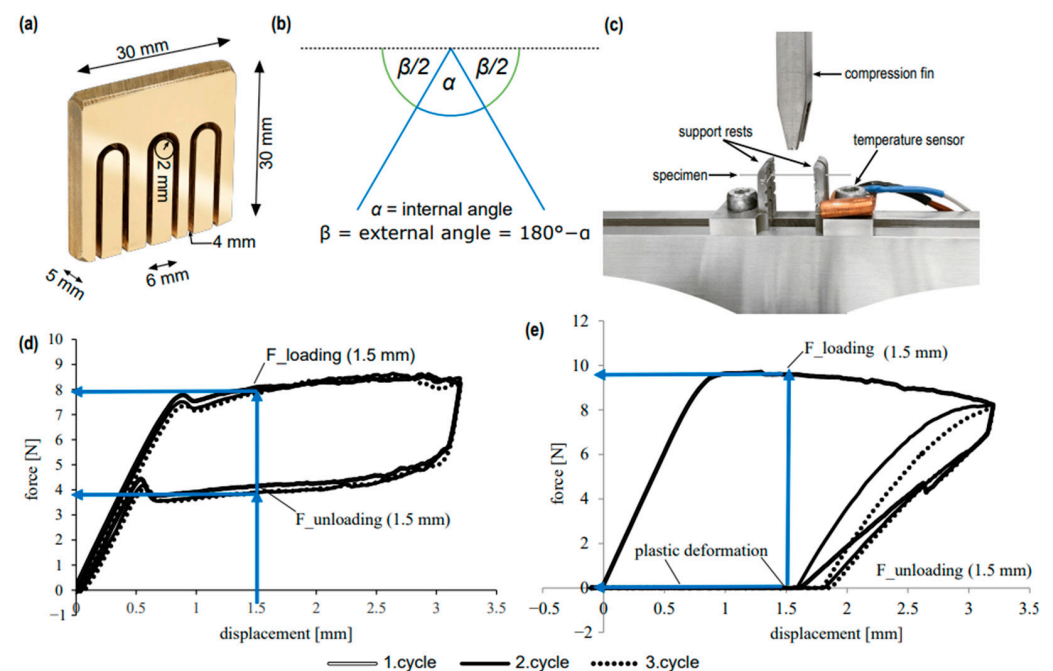 (a)
30 mm
30 mm
2 mm
4 mm
5 mm
6 mm
(b)
β/2
β/2
α
α = internal angle
β = external angle = 180°−α
(c)
compression fin
support rests
temperature sensor
specimen
(d)
10
9
8
7
6
5
4
3
2
1
0
−1
force [N]
F_loading (1.5 mm)
F_unloading (1.5 mm)
0
0.5
1
1.5
2
2.5
3
3.5
displacement [mm]
(e)
12
10
8
6
4
2
0
−2
force [N]
F_loading (1.5 mm)
plastic deformation
F_unloading (1.5 mm)
−0.5
0
0.5
1
1.5
2
2.5
3
3.5
displacement [mm]
1.cycle 2.cycle 3.cycle